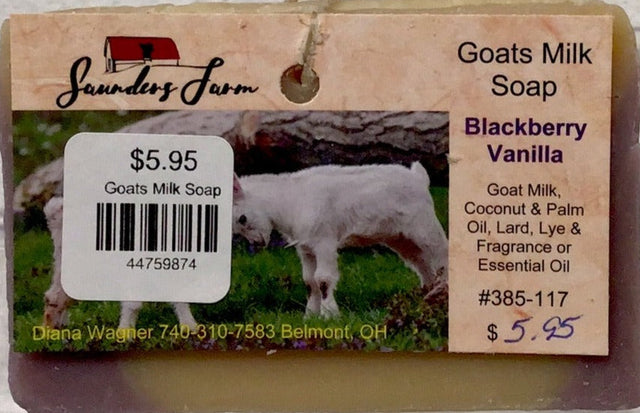 Saunders Farm
Goats Milk
Soap
Blackberry
Vanilla
Goat Milk,
Coconut & Palm
Oil, Lard, Lye &
Fragrance or
Essential Oil
#385-117
$ 5.95
$5.95
Goats Milk Soap
44759874
Diana Wagner 740-310-7583 Belmont, OH